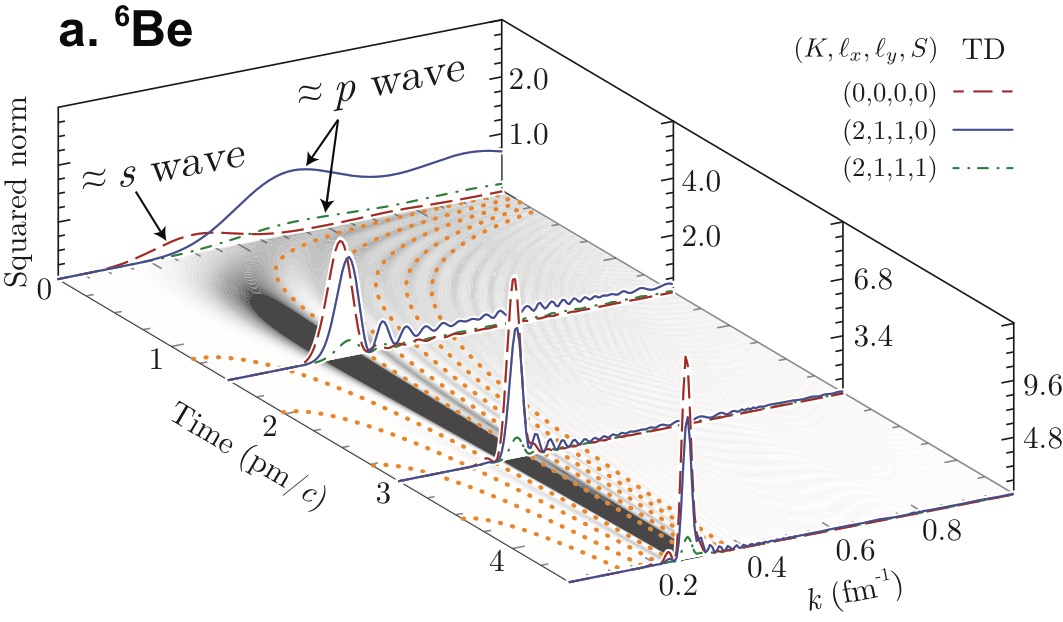 a. ⁶Be
(K, ℓₓ, ℓᵧ, S) TD
(0,0,0,0)
(2,1,1,0)
(2,1,1,1)
≈ p wave
≈ s wave
Squared norm
2.0
1.0
4.0
2.0
6.8
3.4
9.6
4.8
0
1
2
3
4
Time (pm/c)
0.2
0.4
0.6
0.8
k (fm⁻¹)